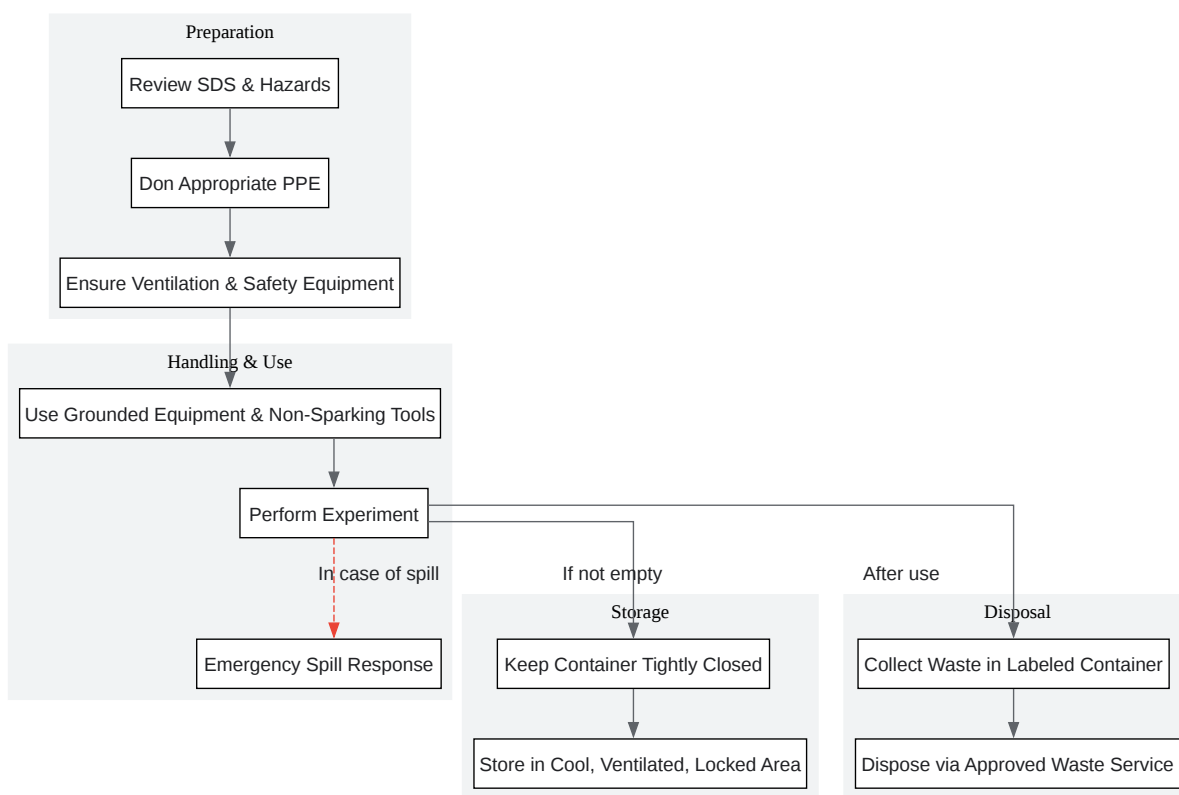 Preparation
Review SDS & Hazards
Don Appropriate PPE
Ensure Ventilation & Safety Equipment
Handling & Use
Use Grounded Equipment & Non-Sparking Tools
Perform Experiment
In case of spill
If not empty
After use
Emergency Spill Response
Storage
Keep Container Tightly Closed
Store in Cool, Ventilated, Locked Area
Disposal
Collect Waste in Labeled Container
Dispose via Approved Waste Service